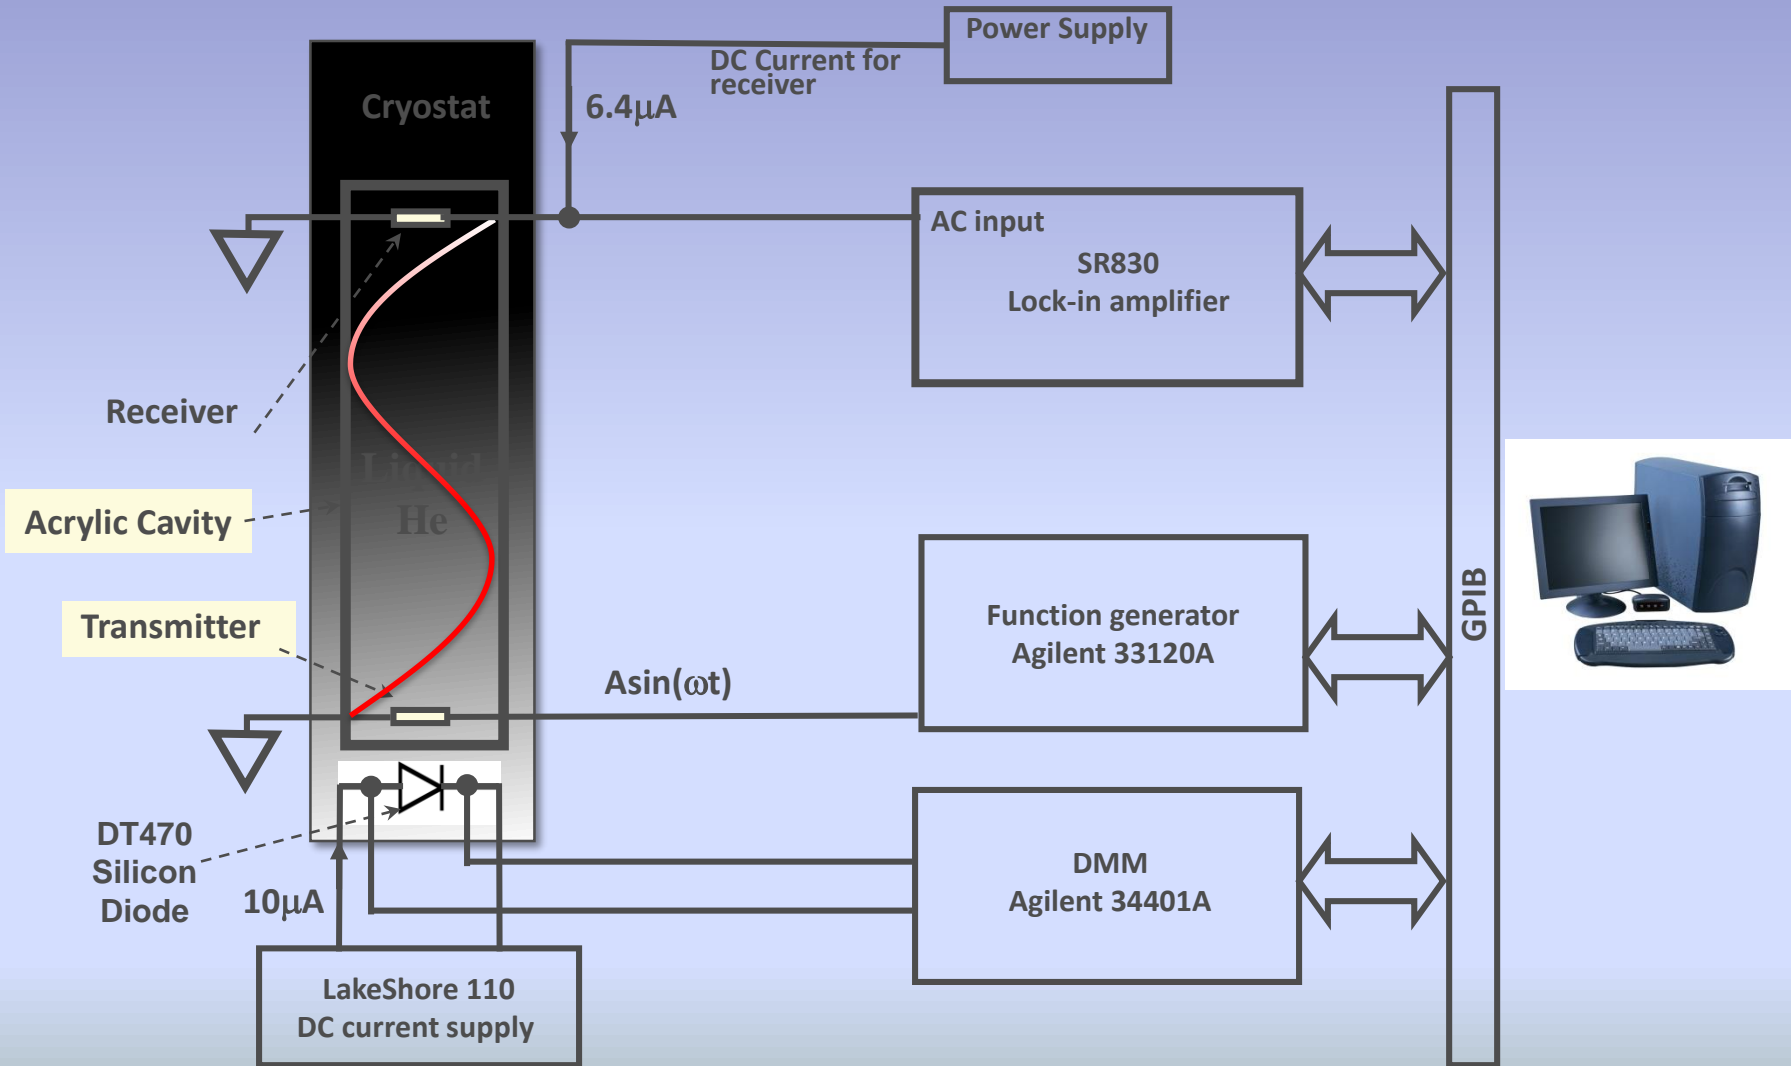 Power Supply
DC Current for
receiver
Cryostat
6.4μA
AC input
SR830
Lock-in amplifier
Receiver
Liquid
He
Acrylic Cavity
Transmitter
Function generator
Agilent 33120A
Asin(ωt)
GPIB
DT470
Silicon
Diode
10μA
DMM
Agilent 34401A
LakeShore 110
DC current supply